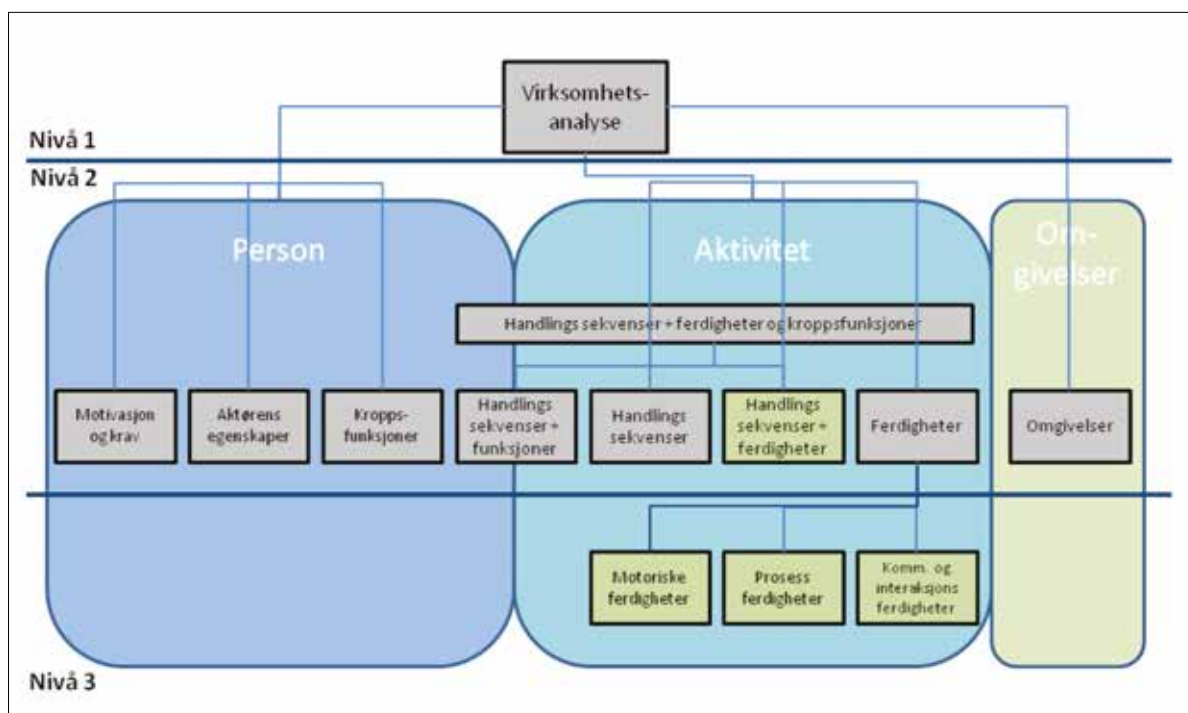 Virksomhets-
analyse
Nivå 1
Nivå 2
Person
Aktivitet
Om-
givelser
Handlings sekvenser + ferdigheter og kroppsfunksjoner
Motivasjon
og krav
Aktørens
egenskaper
Kropps-
funksjoner
Handlings
sekvenser +
funksjoner
Handlings
sekvenser
Handlings
sekvenser +
ferdigheter
Ferdigheter
Omgivelser
Motoriske
ferdigheter
Prosess
ferdigheter
Komm. og
interaksjons
ferdigheter
Nivå 3